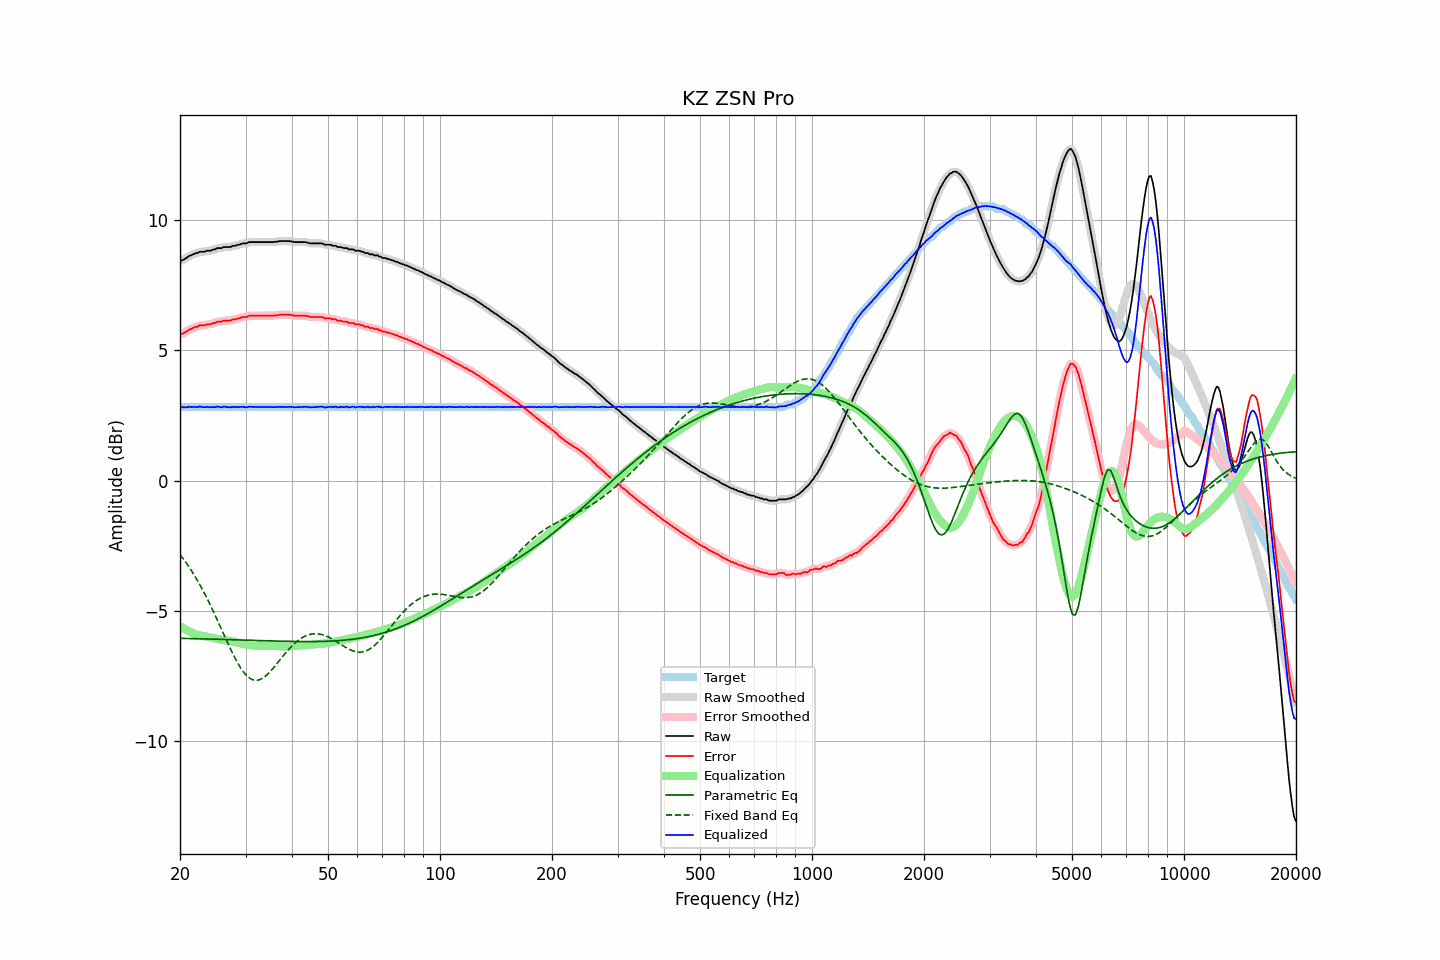 KZ ZSN Pro
Amplitude (dBr)
10
5
0
−5
−10
Target
Raw Smoothed
Error Smoothed
Raw
Error
Equalization
Parametric Eq
Fixed Band Eq
Equalized
20
50
100
200
500
1000
2000
5000
10000
20000
Frequency (Hz)